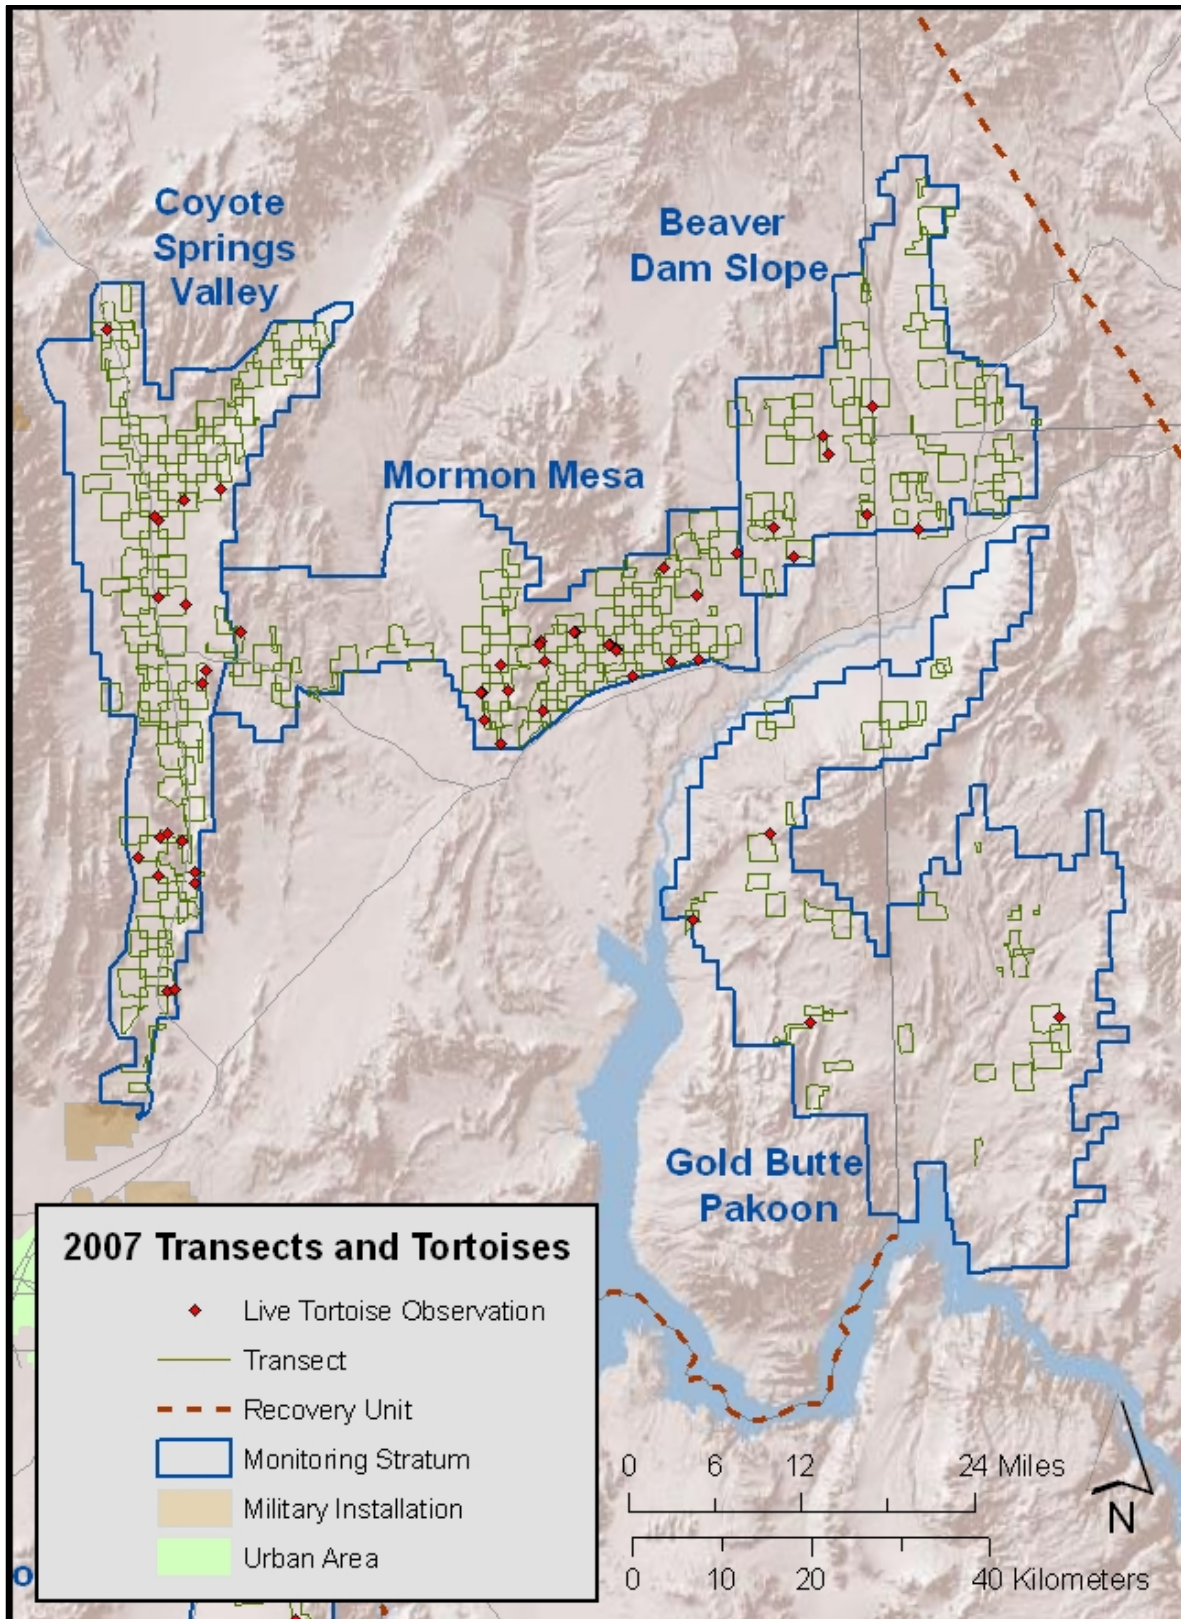 Coyote
Springs
Valley
Beaver
Dam Slope
Mormon Mesa
Gold Butte
Pakoon
2007 Transects and Tortoises
Live Tortoise Observation
Transect
Recovery Unit
Monitoring Stratum
Military Installation
Urban Area
0 6 12 24 Miles
0 10 20 40 Kilometers
N